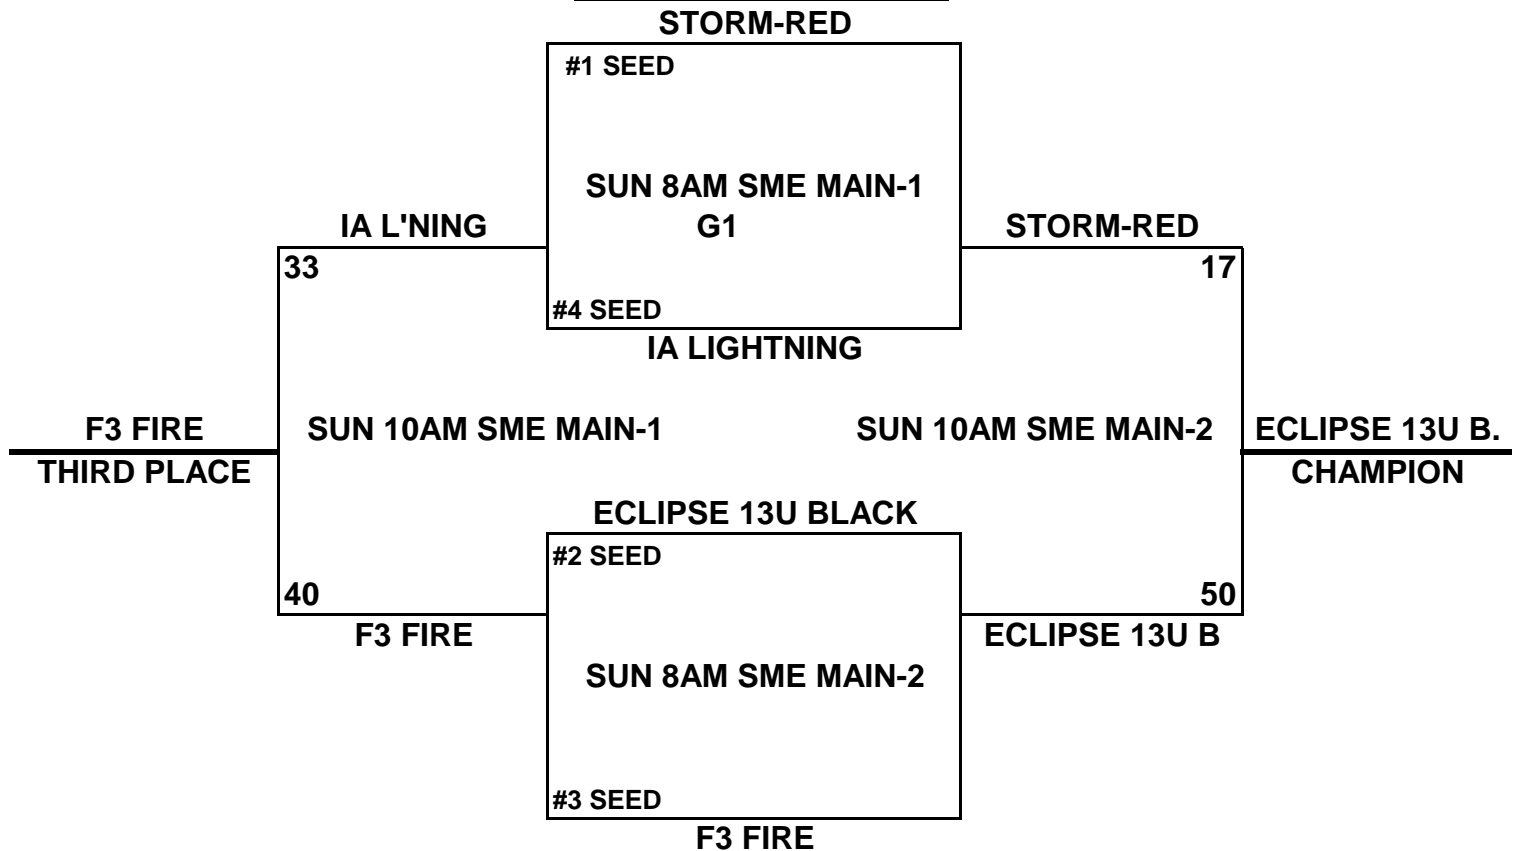 STORM-RED
#1 SEED
SUN 8AM SME MAIN-1
IA L'NING
G1
STORM-RED
33
17
#4 SEED
IA LIGHTNING
F3 FIRE
SUN 10AM SME MAIN-1
SUN 10AM SME MAIN-2
ECLIPSE 13U B.
THIRD PLACE
CHAMPION
ECLIPSE 13U BLACK
#2 SEED
40
50
F3 FIRE
ECLIPSE 13U B
SUN 8AM SME MAIN-2
#3 SEED
F3 FIRE